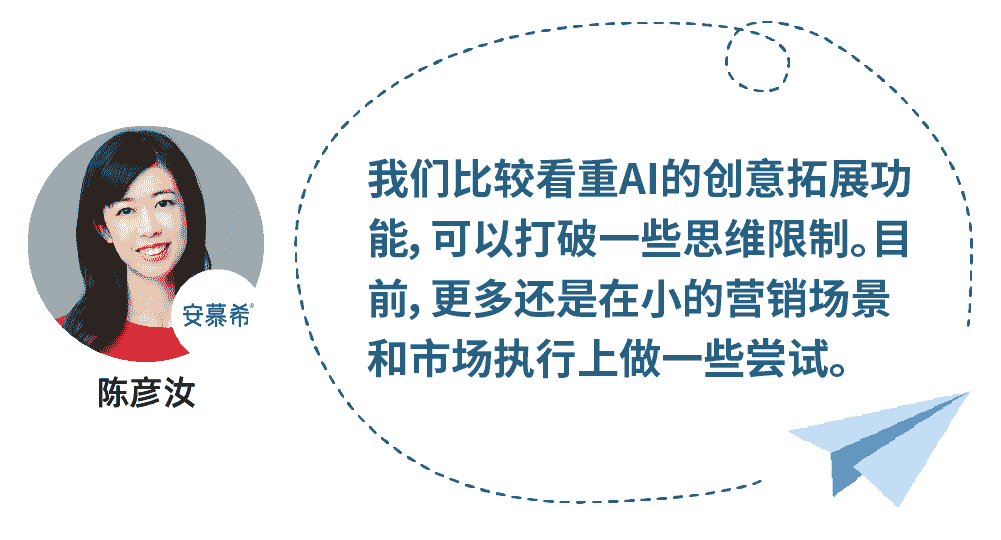 安慕希®
陈彦汝
我们比较看重AI的创意拓展功
能，可以打破一些思维限制。目
前，更多还是在小的营销场景
和市场执行上做一些尝试。